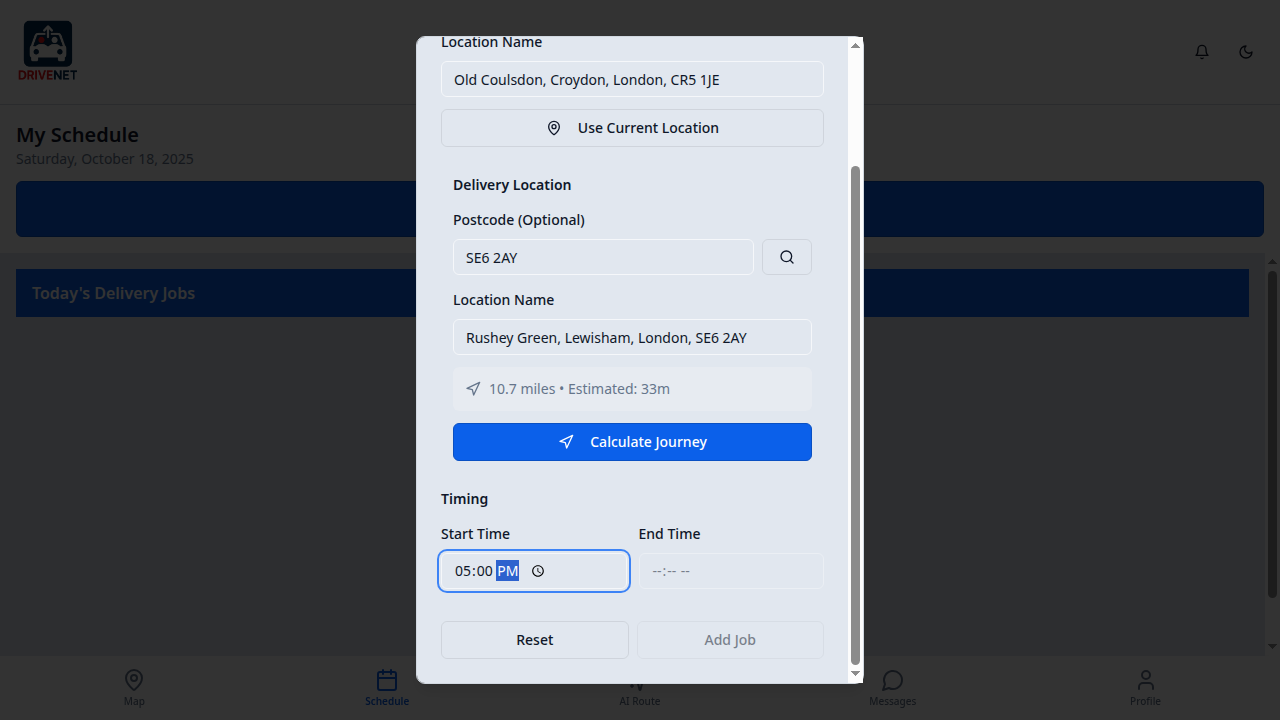 DRIVENET
My Schedule
Saturday, October 18, 2025
Today's Delivery Jobs
Location Name
Old Coulsdon, Croydon, London, CR5 1JE
Use Current Location
Delivery Location
Postcode (Optional)
SE6 2AY
Location Name
Rushey Green, Lewisham, London, SE6 2AY
10.7 miles • Estimated: 33m
Calculate Journey
Timing
Start Time End Time
05:00 PM --:-- --
Reset Add Job
Map Schedule AI Route Messages Profile